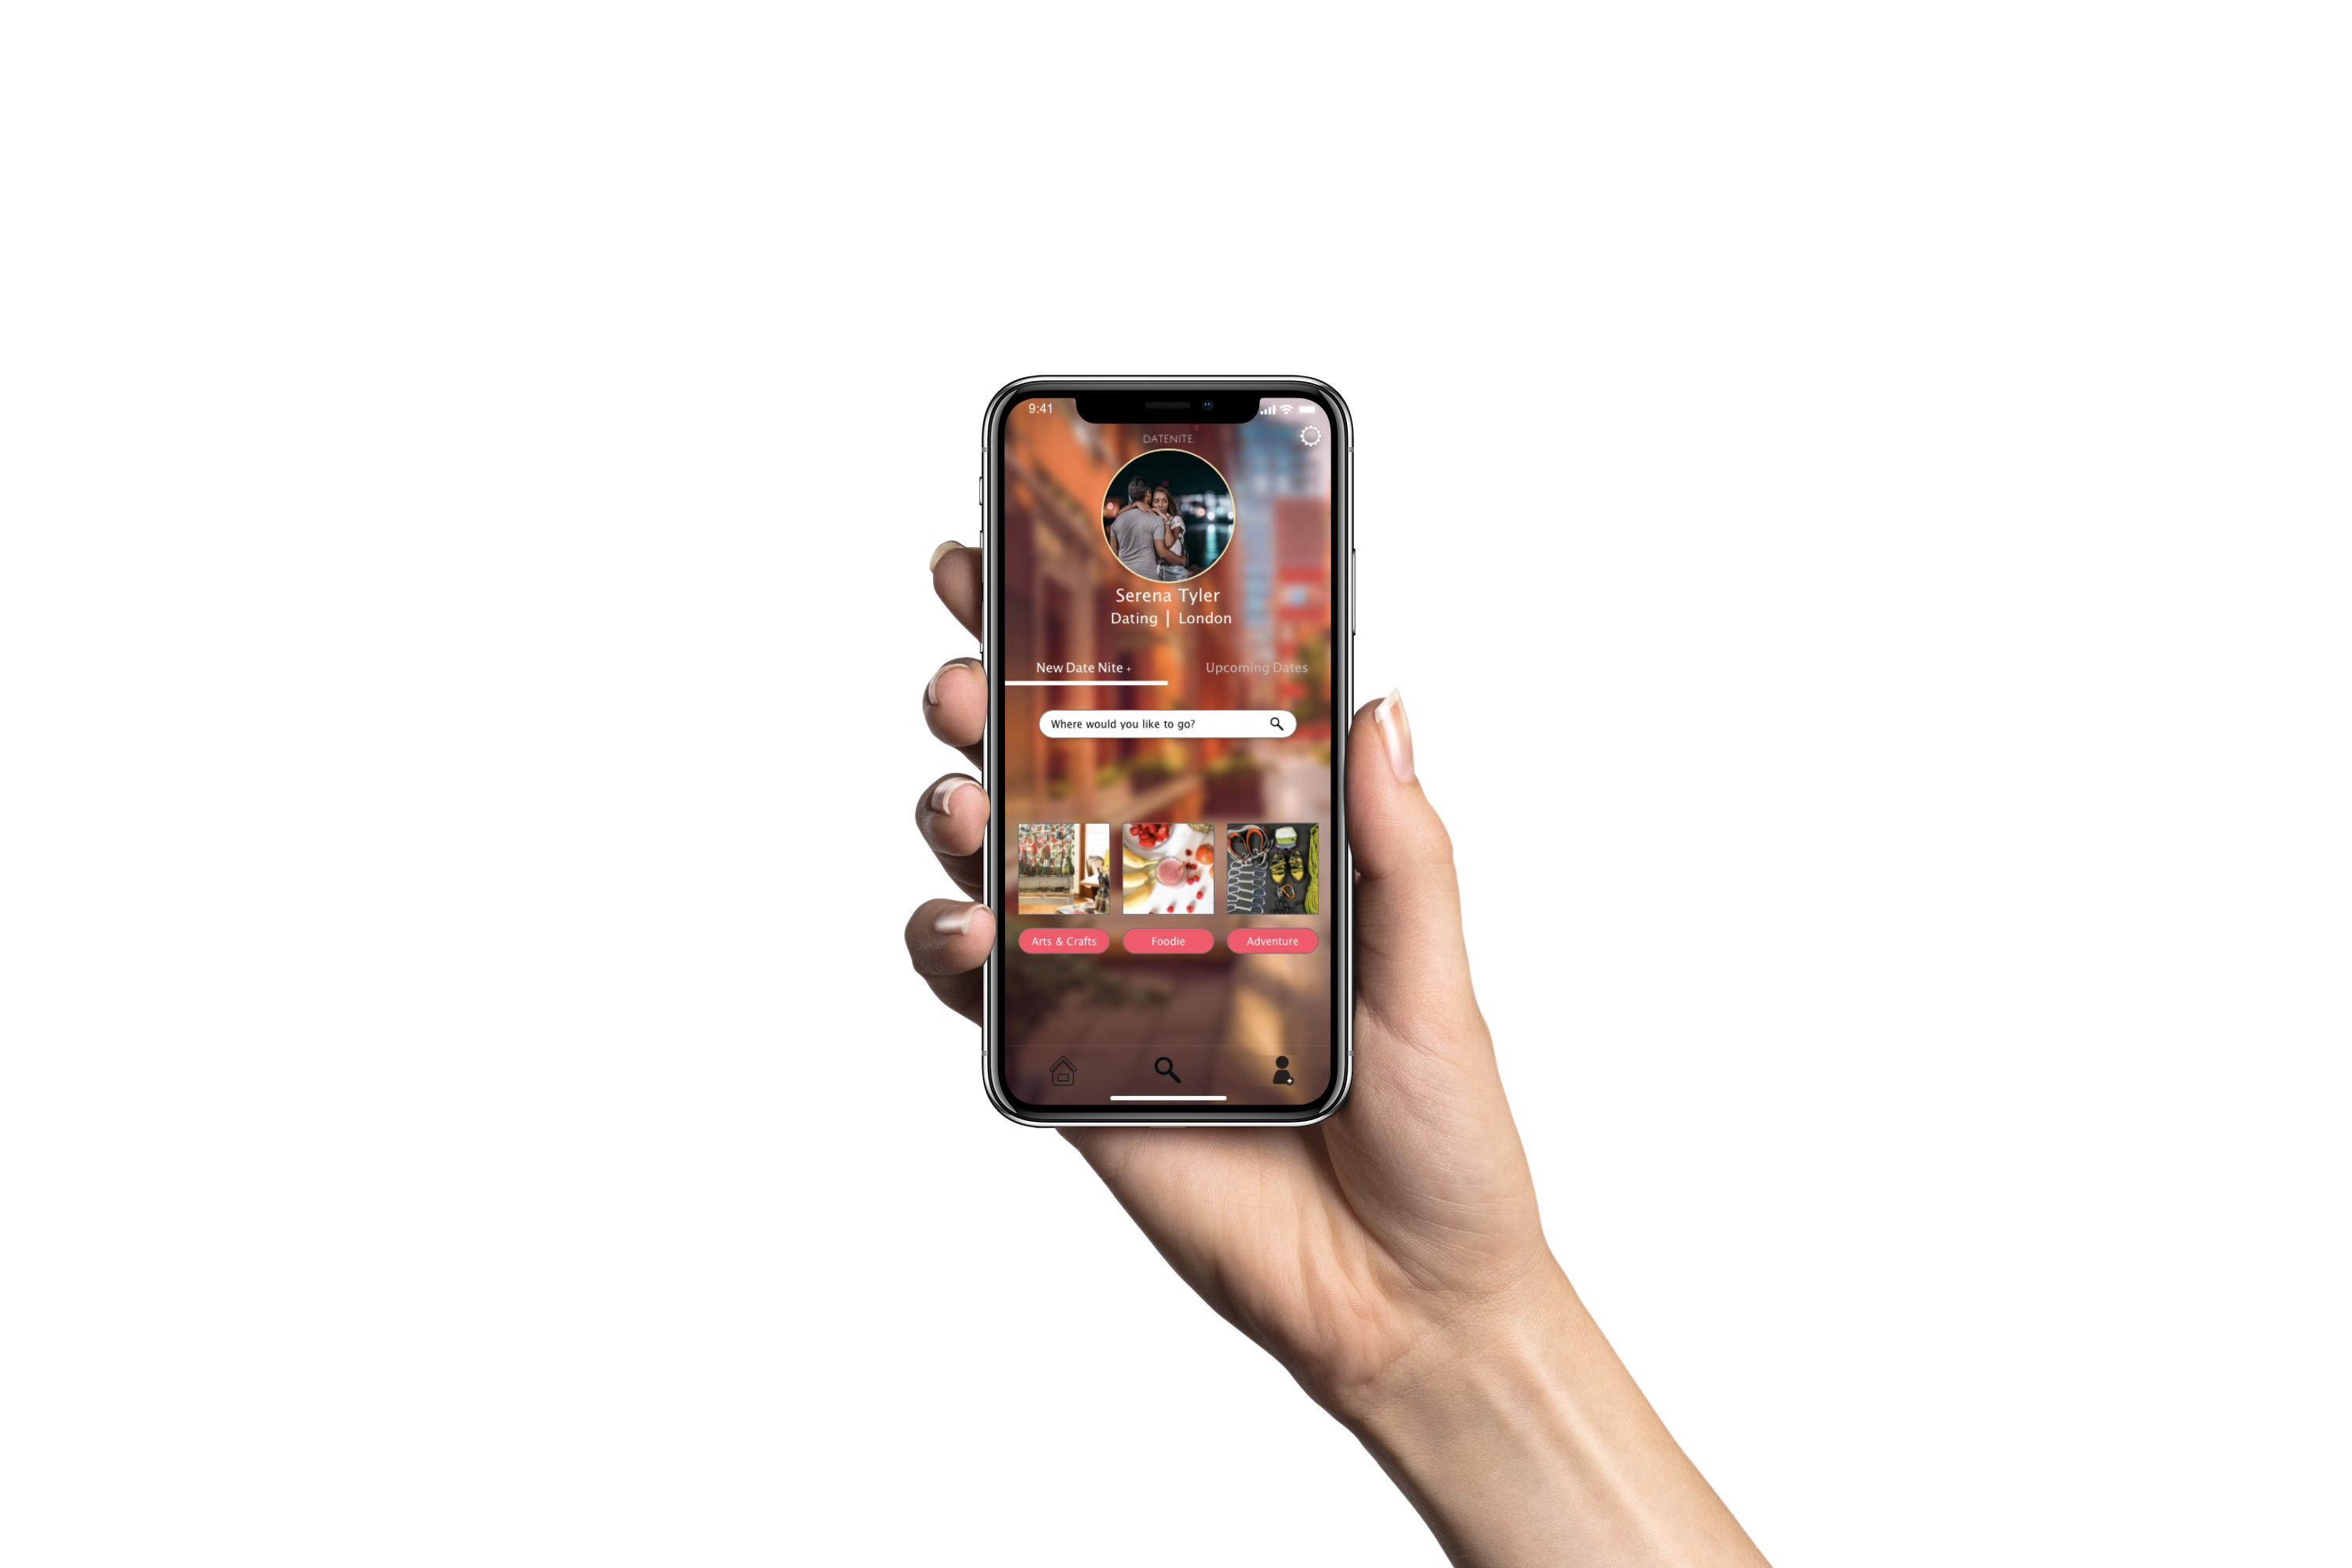 9:41
DATENITE
Serena Tyler
Dating | London
New Date Nite +
Upcoming Dates
Where would you like to go?
Arts & Crafts
Foodie
Adventure